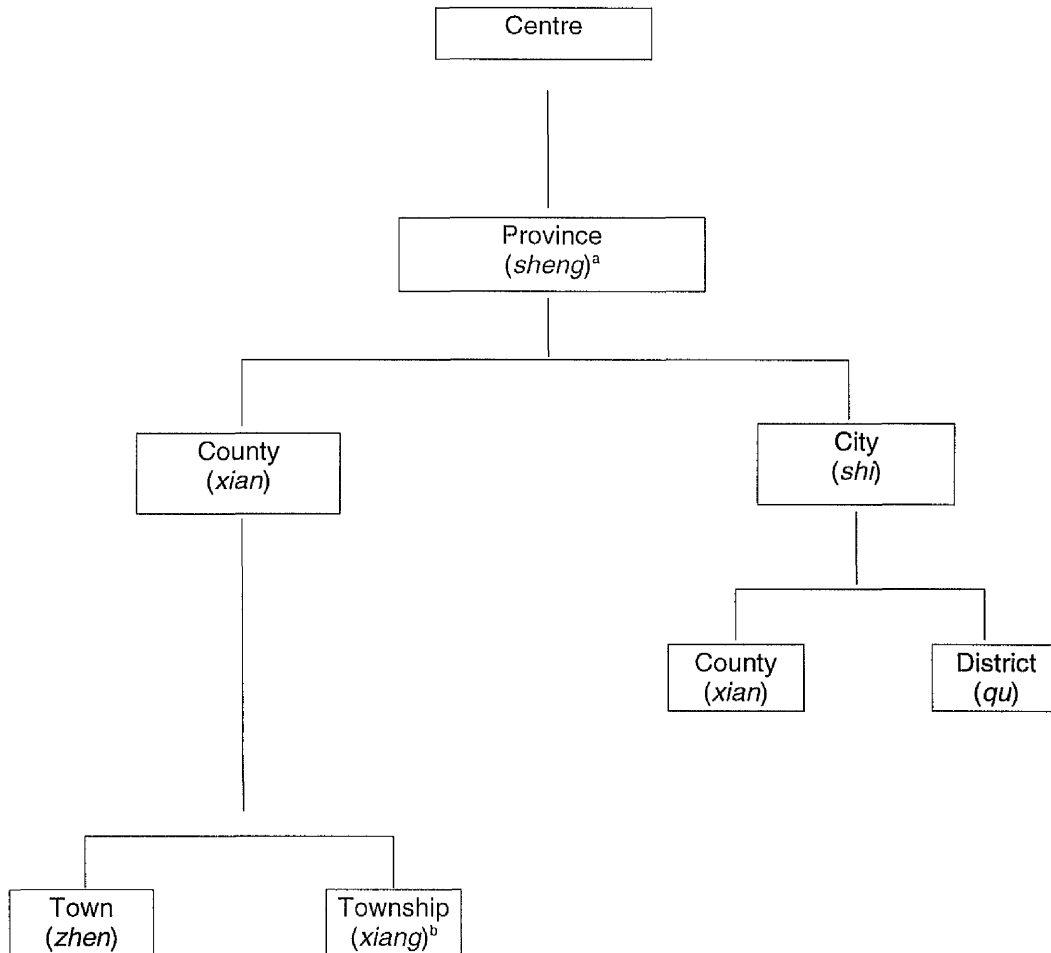 Centre
Province
(sheng)ᵃ
County
(xian)
City
(shi)
County
(xian)
District
(qu)
Town
(zhen)
Township
(xiang)ᵇ